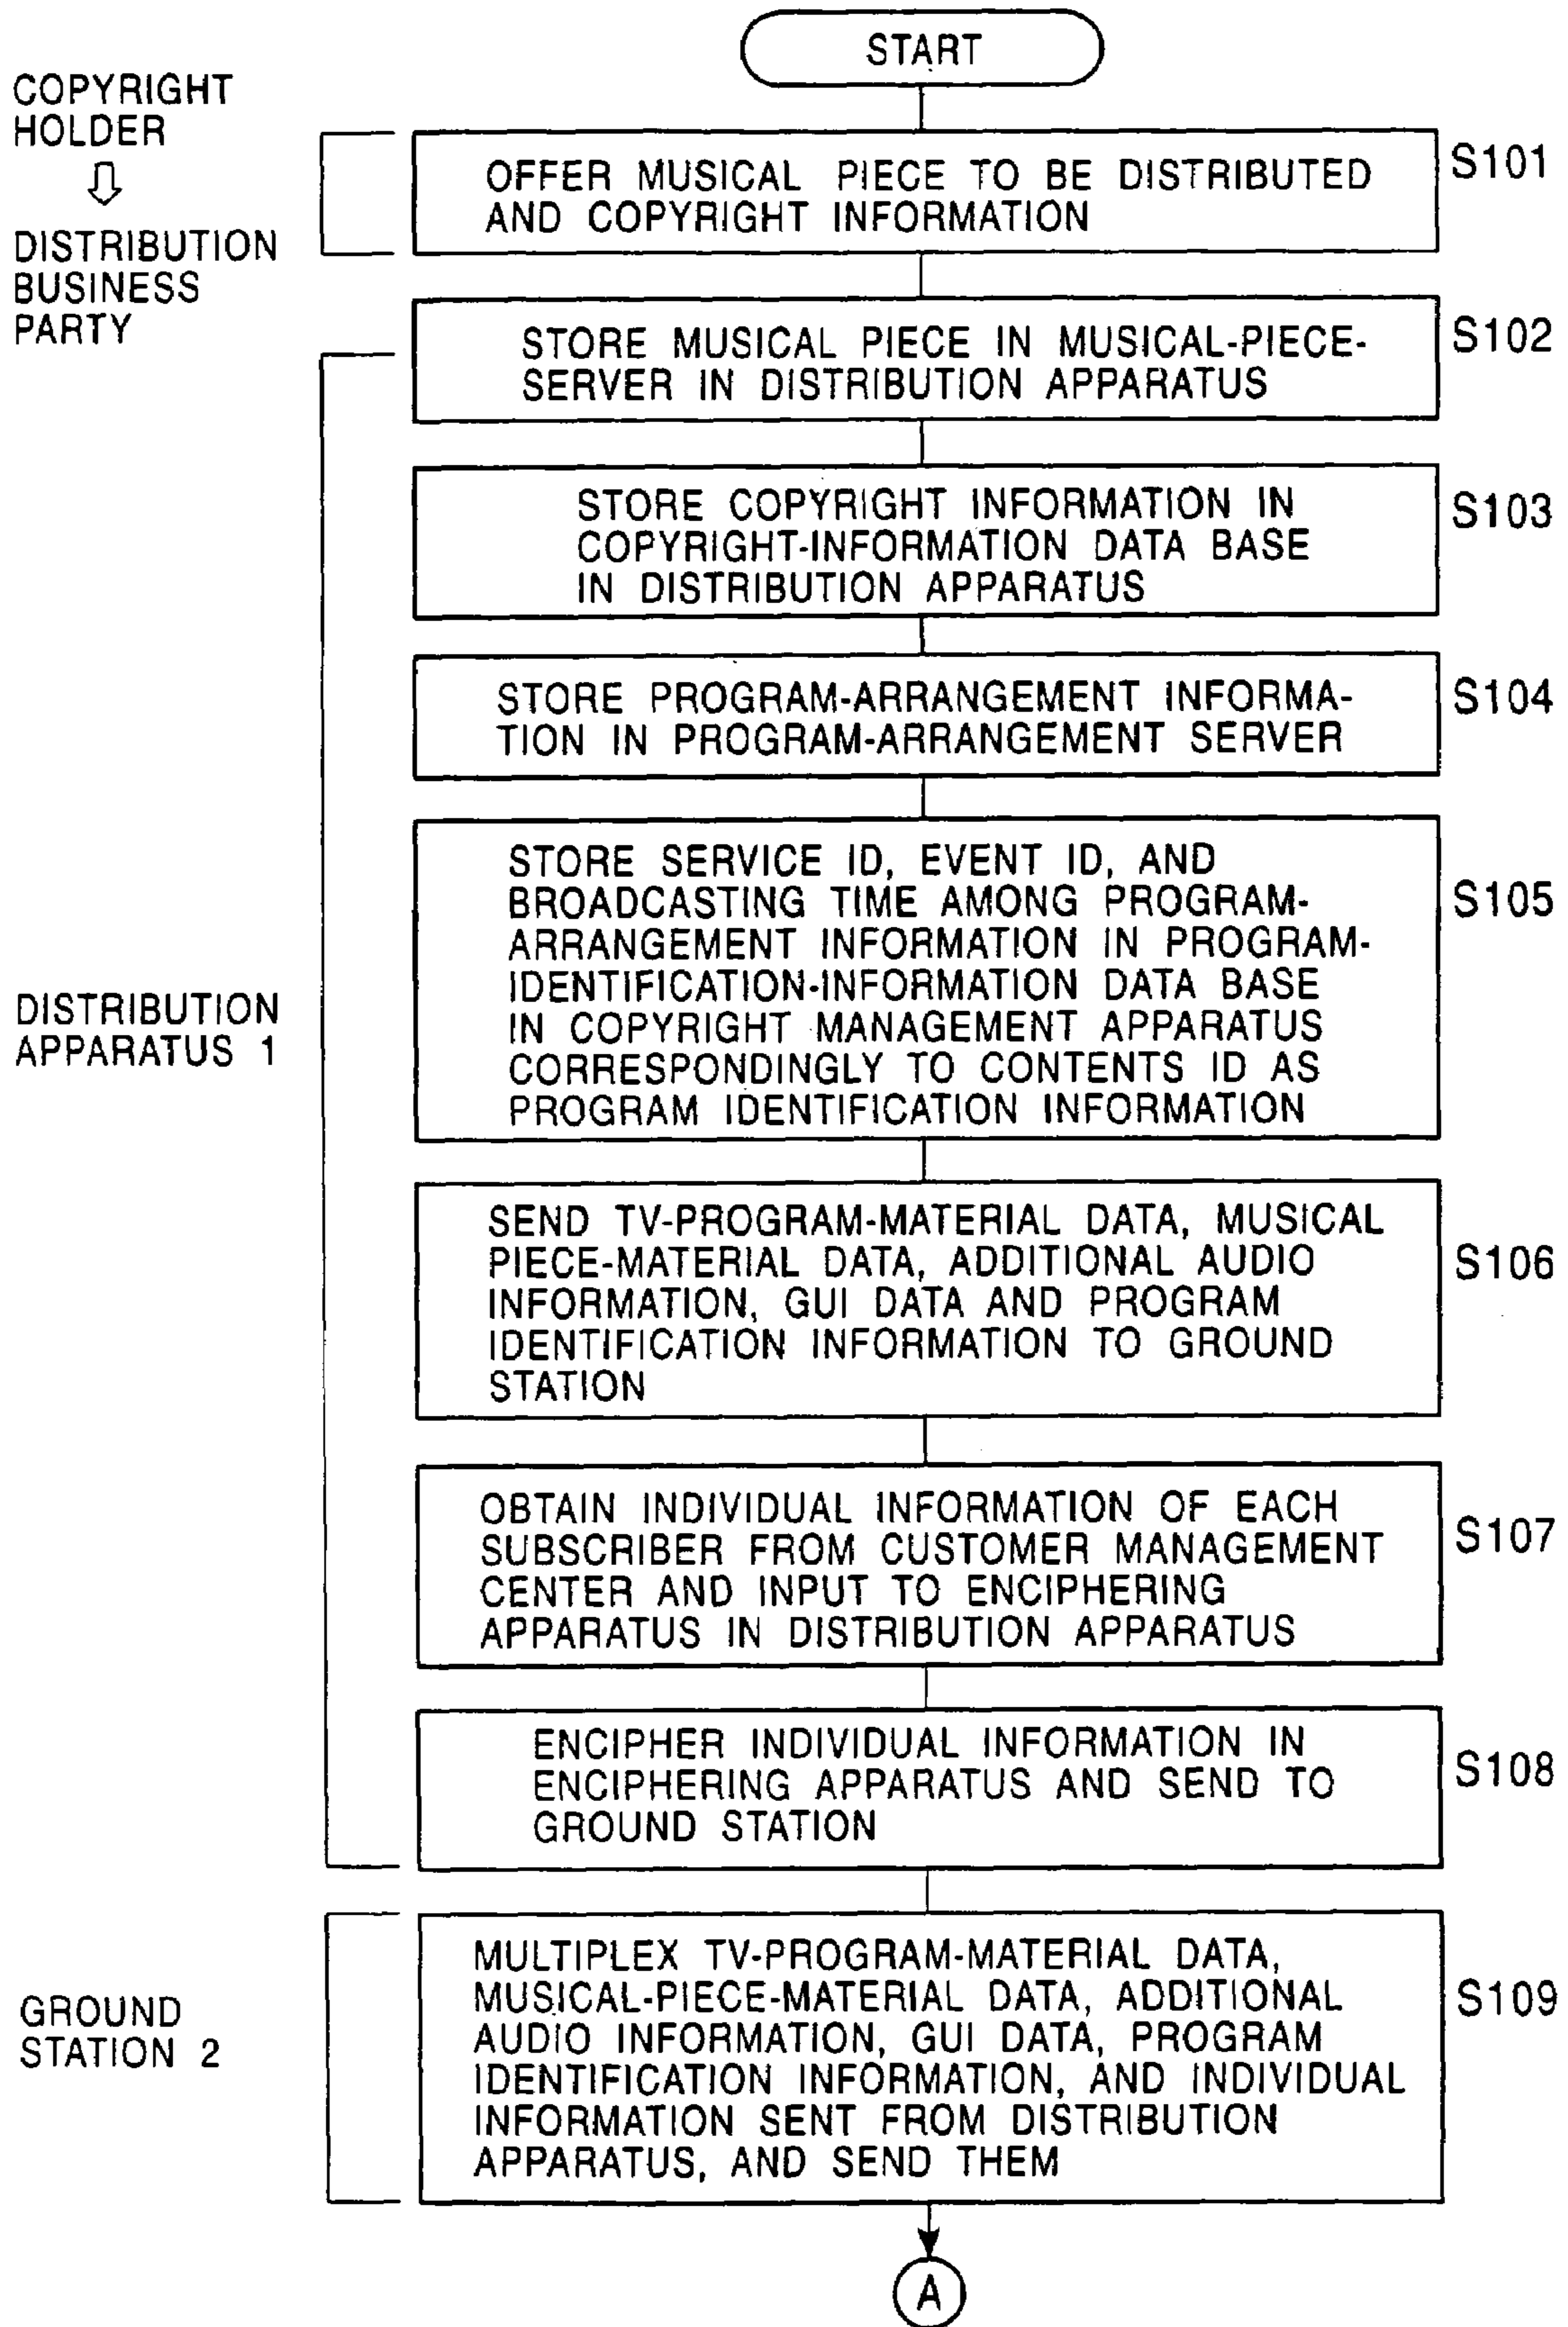 START
COPYRIGHT
HOLDER
⇩
DISTRIBUTION
BUSINESS
PARTY
OFFER MUSICAL PIECE TO BE DISTRIBUTED
AND COPYRIGHT INFORMATION
S101
STORE MUSICAL PIECE IN MUSICAL-PIECE-
SERVER IN DISTRIBUTION APPARATUS
S102
STORE COPYRIGHT INFORMATION IN
COPYRIGHT-INFORMATION DATA BASE
IN DISTRIBUTION APPARATUS
S103
STORE PROGRAM-ARRANGEMENT INFORMA-
TION IN PROGRAM-ARRANGEMENT SERVER
S104
DISTRIBUTION
APPARATUS 1
STORE SERVICE ID, EVENT ID, AND
BROADCASTING TIME AMONG PROGRAM-
ARRANGEMENT INFORMATION IN PROGRAM-
IDENTIFICATION-INFORMATION DATA BASE
IN COPYRIGHT MANAGEMENT APPARATUS
CORRESPONDINGLY TO CONTENTS ID AS
PROGRAM IDENTIFICATION INFORMATION
S105
SEND TV-PROGRAM-MATERIAL DATA, MUSICAL
PIECE-MATERIAL DATA, ADDITIONAL AUDIO
INFORMATION, GUI DATA AND PROGRAM
IDENTIFICATION INFORMATION TO GROUND
STATION
S106
OBTAIN INDIVIDUAL INFORMATION OF EACH
SUBSCRIBER FROM CUSTOMER MANAGEMENT
CENTER AND INPUT TO ENCIPHERING
APPARATUS IN DISTRIBUTION APPARATUS
S107
ENCIPHER INDIVIDUAL INFORMATION IN
ENCIPHERING APPARATUS AND SEND TO
GROUND STATION
S108
GROUND
STATION 2
MULTIPLEX TV-PROGRAM-MATERIAL DATA,
MUSICAL-PIECE-MATERIAL DATA, ADDITIONAL
AUDIO INFORMATION, GUI DATA, PROGRAM
IDENTIFICATION INFORMATION, AND INDIVIDUAL
INFORMATION SENT FROM DISTRIBUTION
APPARATUS, AND SEND THEM
S109
A